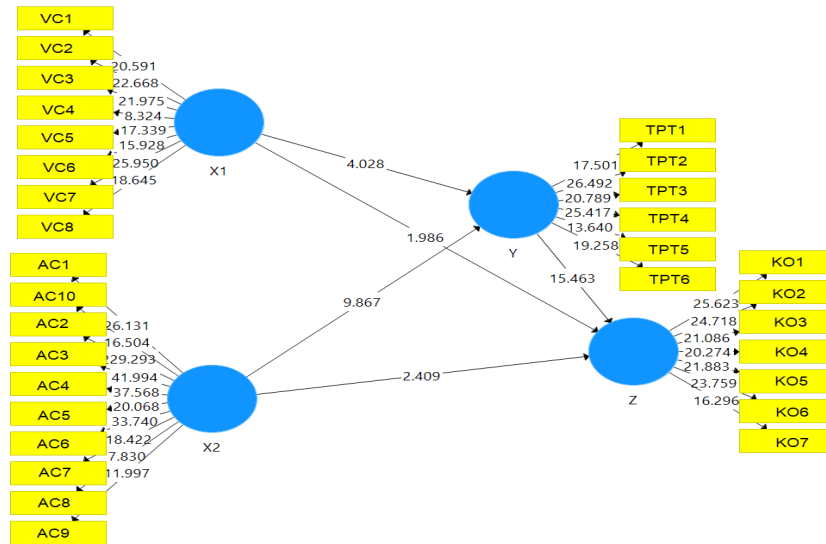 VC1
VC2
VC3
VC4
VC5
VC6
VC7
VC8
20.591
22.668
21.975
8.324
17.339
15.928
25.950
18.645
X1
AC1
AC10
AC2
AC3
AC4
AC5
AC6
AC7
AC8
AC9
26.131
16.504
229.293
41.994
37.568
20.068
33.740
18.422
7.830
11.997
X2
4.028
1.986
9.867
2.409
15.463
Y
17.501
26.492
20.789
25.417
13.640
19.258
TPT1
TPT2
TPT3
TPT4
TPT5
TPT6
Z
25.623
24.718
21.086
20.274
21.883
23.759
16.296
KO1
KO2
KO3
KO4
KO5
KO6
KO7